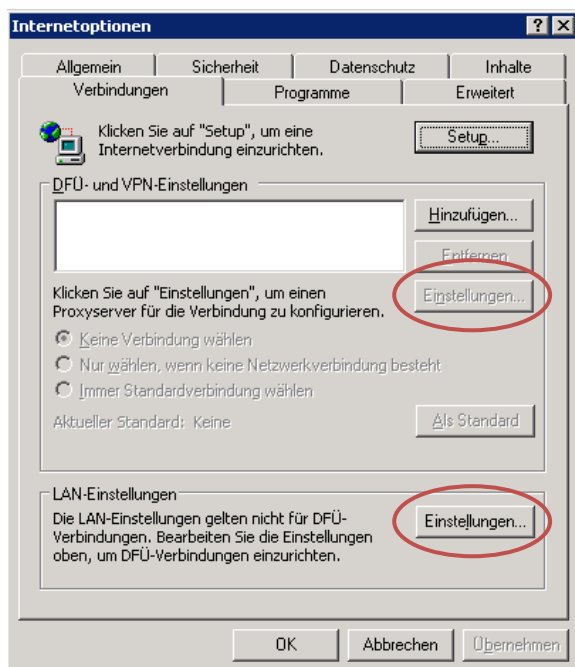 Internetoptionen
Allgemein Sicherheit Datenschutz Inhalte
Verbindungen Programme Erweitert
Klicken Sie auf "Setup", um eine
Internetverbindung einzurichten.
Setup...
DFÜ- und VPN-Einstellungen
Hinzufügen...
Entfernen
Klicken Sie auf "Einstellungen", um einen
Proxyserver für die Verbindung zu konfigurieren.
Einstellungen...
Keine Verbindung wählen
Nur wählen, wenn keine Netzwerkverbindung besteht
Immer Standardverbindung wählen
Aktueller Standard: Keine
Als Standard
LAN-Einstellungen
Die LAN-Einstellungen gelten nicht für DFÜ-
Verbindungen. Bearbeiten Sie die Einstellungen
oben, um DFÜ-Verbindungen einzurichten.
Einstellungen...
OK Abbrechen Übernehmen